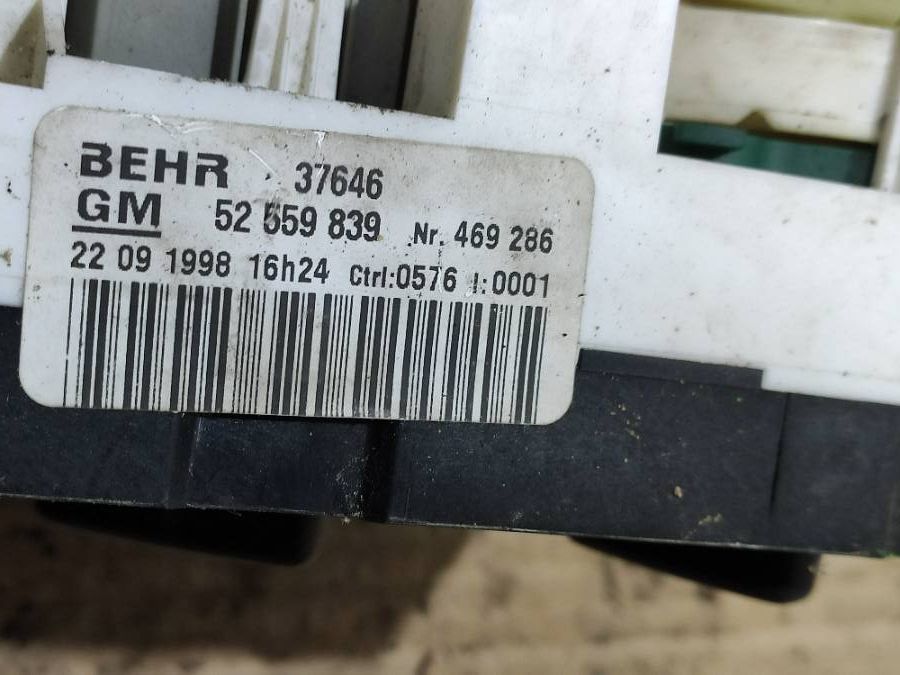 BEHR 37646
GM 52 559 839 Nr. 469 286
22 09 1998 16h24 Ctrl:0576 I:0001